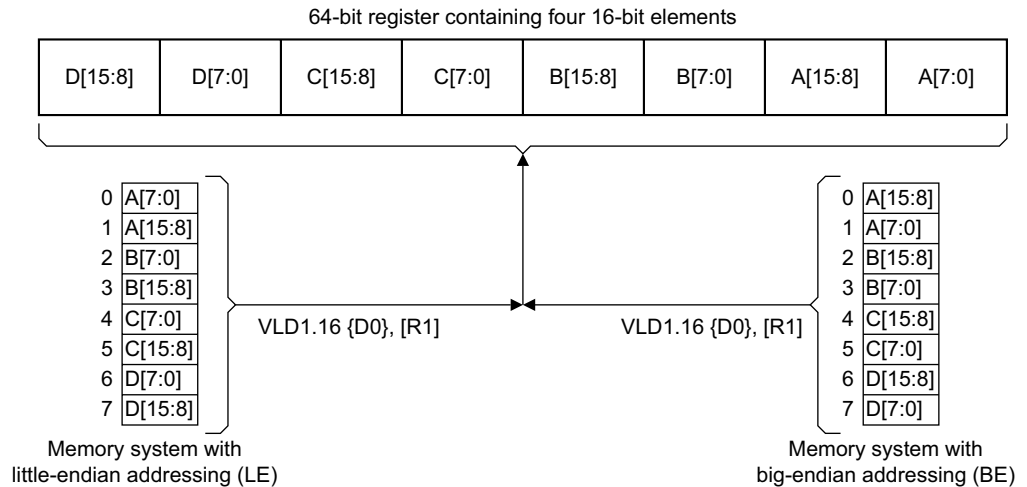 64-bit register containing four 16-bit elements
D[15:8] D[7:0] C[15:8] C[7:0] B[15:8] B[7:0] A[15:8] A[7:0]
0 A[7:0]
1 A[15:8]
2 B[7:0]
3 B[15:8]
4 C[7:0]
5 C[15:8]
6 D[7:0]
7 D[15:8]
Memory system with
little-endian addressing (LE)
VLD1.16 {D0}, [R1]
VLD1.16 {D0}, [R1]
0 A[15:8]
1 A[7:0]
2 B[15:8]
3 B[7:0]
4 C[15:8]
5 C[7:0]
6 D[15:8]
7 D[7:0]
Memory system with
big-endian addressing (BE)